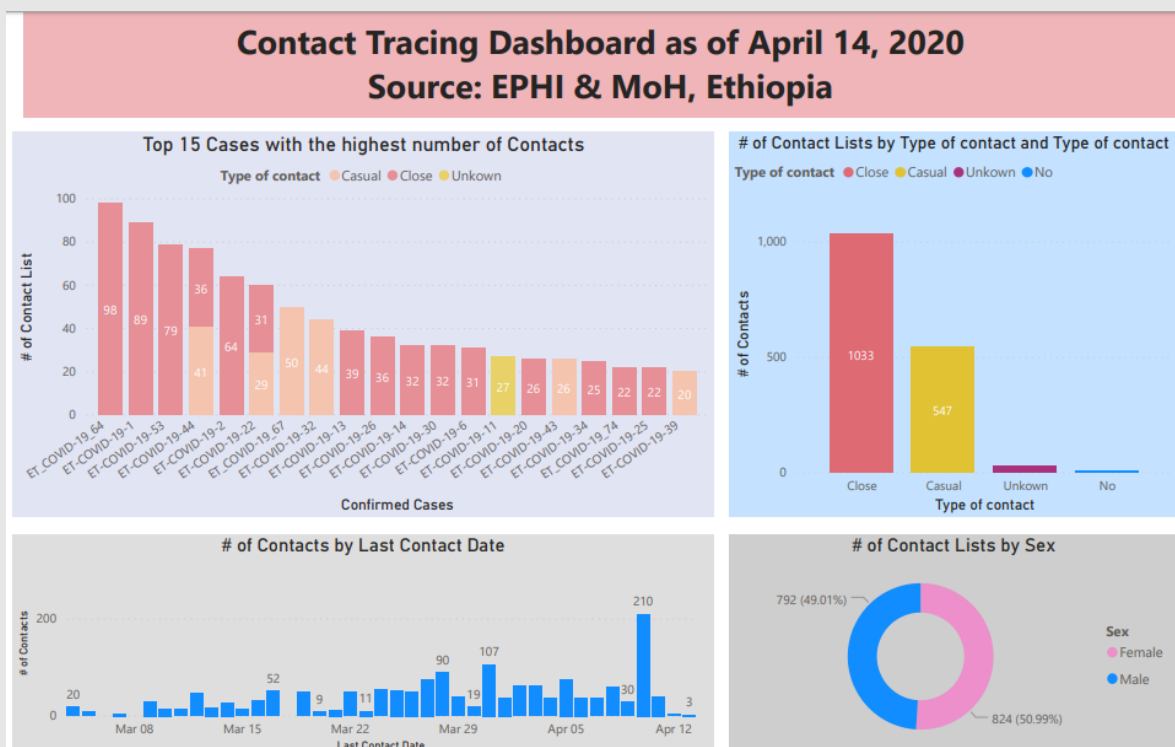 Contact Tracing Dashboard as of April 14, 2020
Source: EPHI & MoH, Ethiopia
Top 15 Cases with the highest number of Contacts
Type of contact Casual Close Unkown
# of Contact List
100
80
60
40
20
0
98
89
79
36
41
64
31
29
50
44
39
36
32
32
31
27
26
26
25
22
22
20
ET_COVID-19_64
ET-COVID-19-1
ET-COVID-19-53
ET-COVID-19-44
ET-COVID-19-2
ET-COVID-19-22
ET_COVID-19_67
ET-COVID-19-32
ET-COVID-19-13
ET-COVID-19-26
ET-COVID-19-14
ET-COVID-19-30
ET-COVID-19-6
ET-COVID-19-11
ET-COVID-19-20
ET-COVID-19-43
ET-COVID-19-34
ET_COVID-19_74
ET-COVID-19-25
ET-COVID-19-39
Confirmed Cases
# of Contact Lists by Type of contact and Type of contact
Type of contact Close Casual Unkown No
# of Contacts
1,000
500
0
1033
547
Close Casual Unkown No
Type of contact
# of Contacts by Last Contact Date
# of Contacts
200
0
20
52
9
11
90
19
107
30
210
3
Mar 08 Mar 15 Mar 22 Mar 29 Apr 05 Apr 12
Last Contact Date
# of Contact Lists by Sex
792 (49.01%)
824 (50.99%)
Sex
Female
Male